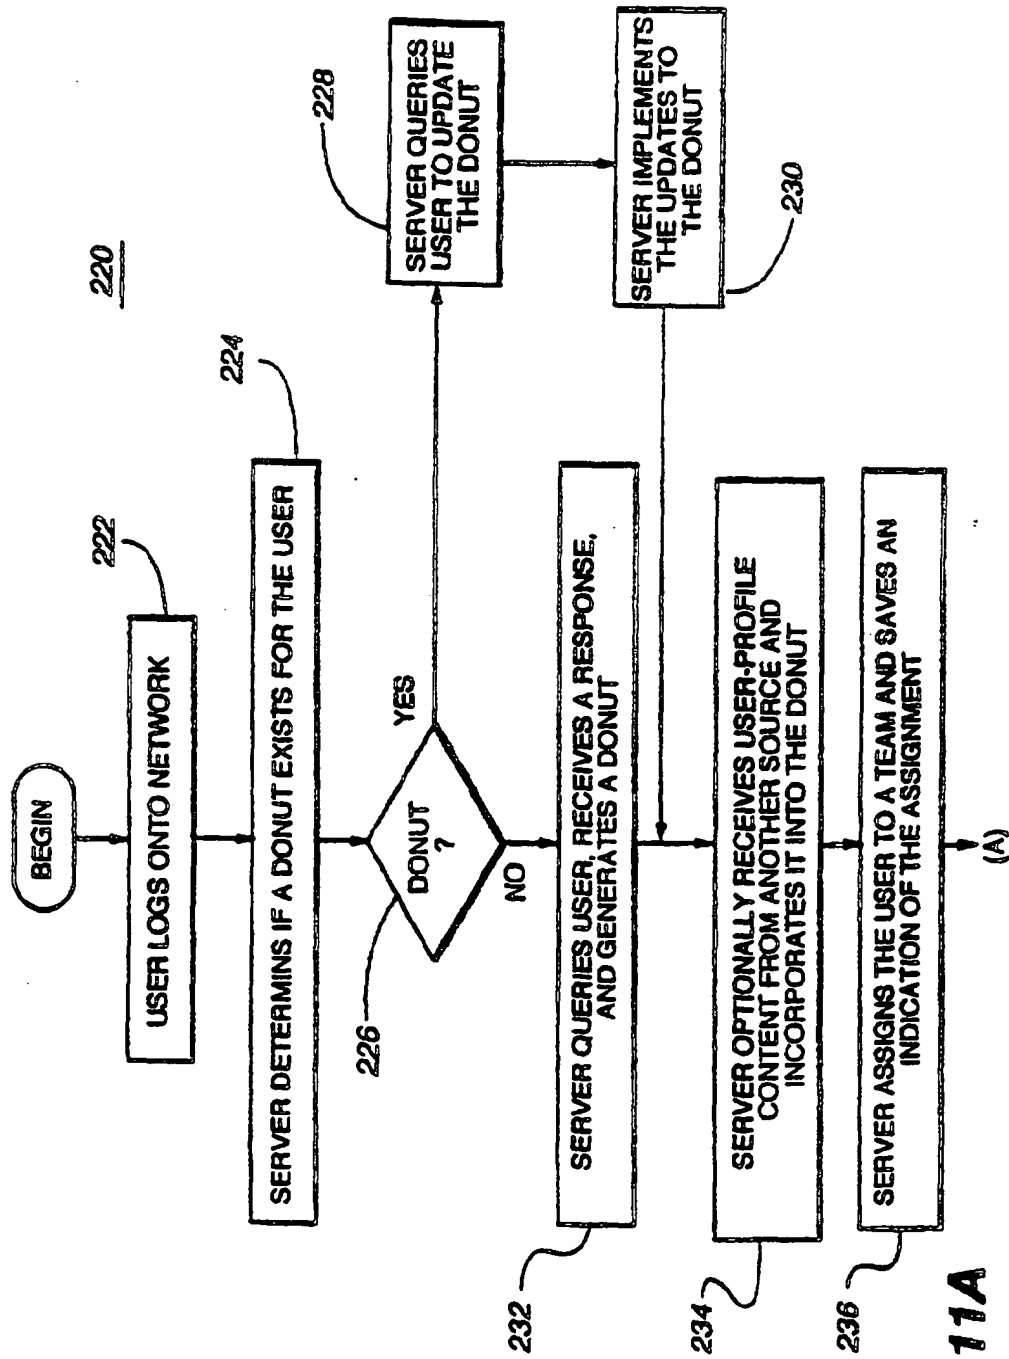 220
BEGIN
222
USER LOGS ONTO NETWORK
224
SERVER DETERMINS IF A DONUT EXISTS FOR THE USER
226
DONUT
?
YES
NO
228
SERVER QUERIES
USER TO UPDATE
THE DONUT
SERVER IMPLEMENTS
THE UPDATES TO
THE DONUT
230
232
SERVER QUERIES USER, RECEIVES A RESPONSE,
AND GENERATES A DONUT
234
SERVER OPTIONALLY RECEIVES USER-PROFILE
CONTENT FROM ANOTHER SOURCE AND
INCORPORATES IT INTO THE DONUT
236
SERVER ASSIGNS THE USER TO A TEAM AND SAVES AN
INDICATION OF THE ASSIGNMENT
(A)
11A